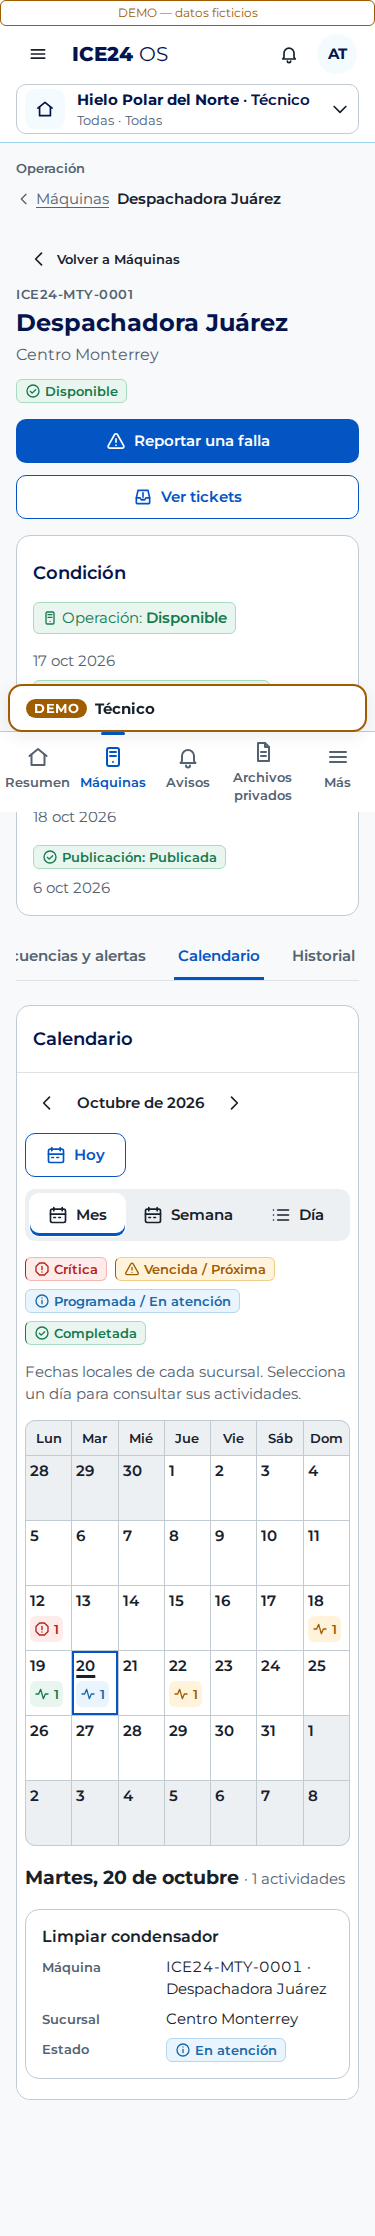 DEMO — datos ficticios
ICE24 OS
AT
Hielo Polar del Norte · Técnico
Todas · Todas
Operación
Máquinas Despachadora Juárez
Volver a Máquinas
ICE24-MTY-0001
Despachadora Juárez
Centro Monterrey
Disponible
Reportar una falla
Ver tickets
Condición
Operación: Disponible
17 oct 2026
DEMO Técnico
Resumen Máquinas Avisos Archivos privados Más
18 oct 2026
Publicación: Publicada
6 oct 2026
cuencias y alertas Calendario Historial
Calendario
Octubre de 2026
Hoy
Mes Semana Día
Crítica Vencida / Próxima
Programada / En atención
Completada
Fechas locales de cada sucursal. Selecciona
un día para consultar sus actividades.
Lun Mar Mié Jue Vie Sáb Dom
28 29 30 1 2 3 4
5 6 7 8 9 10 11
12 13 14 15 16 17 18
1 1
19 20 21 22 23 24 25
1 1 1
26 27 28 29 30 31 1
2 3 4 5 6 7 8
Martes, 20 de octubre · 1 actividades
Limpiar condensador
Máquina ICE24-MTY-0001 ·
Despachadora Juárez
Sucursal Centro Monterrey
Estado En atención